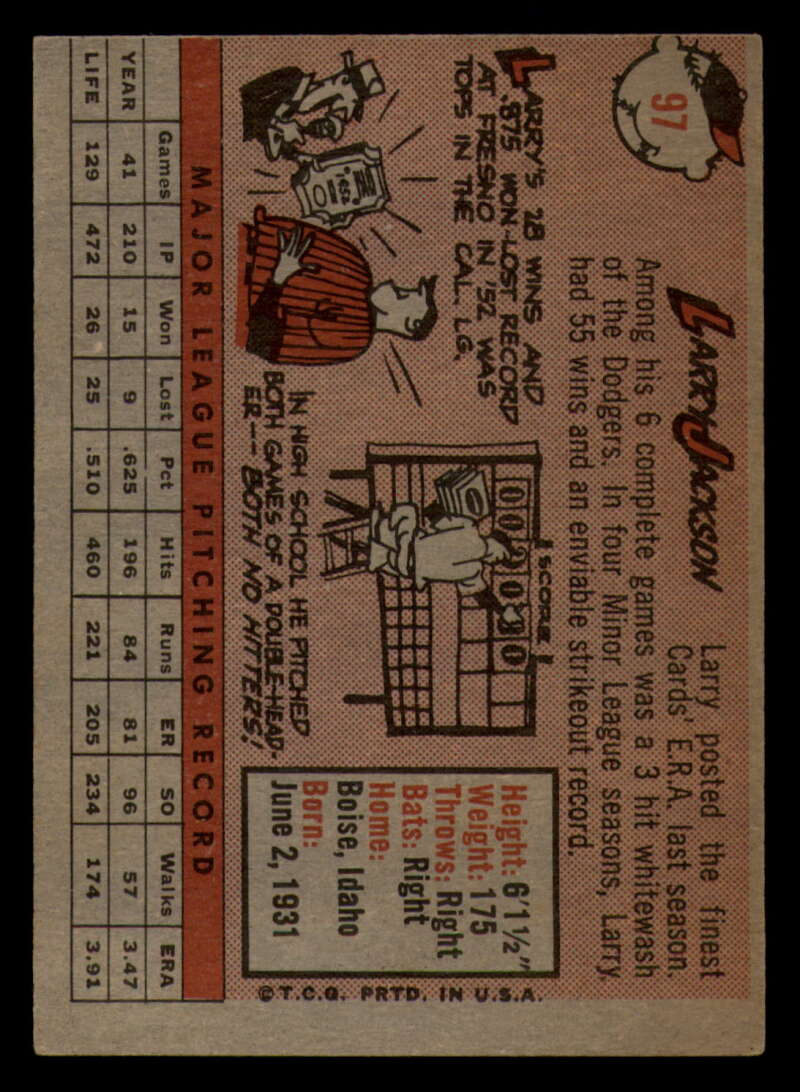 97
LARRY JACKSON
Larry posted the finest
Cards' E.R.A. last season.
Among his 6 complete games was a 3 hit whitewash
of the Dodgers. In four Minor League seasons, Larry,
had 55 wins and an enviable strikeout record.
LARRY'S 28 WINS AND
.875 WON-LOST RECORD
AT FRESNO IN '52 WAS
TOPS IN THE CAL. LG.
1952
SCORE
IN HIGH SCHOOL HE PITCHED
BOTH GAMES OF A DOUBLE-HEAD-
ER-- BOTH NO HITTERS!
Height: 6'1½"
Weight: 175
Throws: Right
Bats: Right
Home:
Boise, Idaho
Born:
June 2, 1931
© T.C.G. PRTD. IN U.S.A.
MAJOR LEAGUE PITCHING RECORD
Games IP Won Lost Pct Hits Runs ER SO Walks ERA
YEAR 41 210 15 9 .625 196 84 81 96 57 3.47
LIFE 129 472 26 25 .510 460 221 205 234 174 3.91